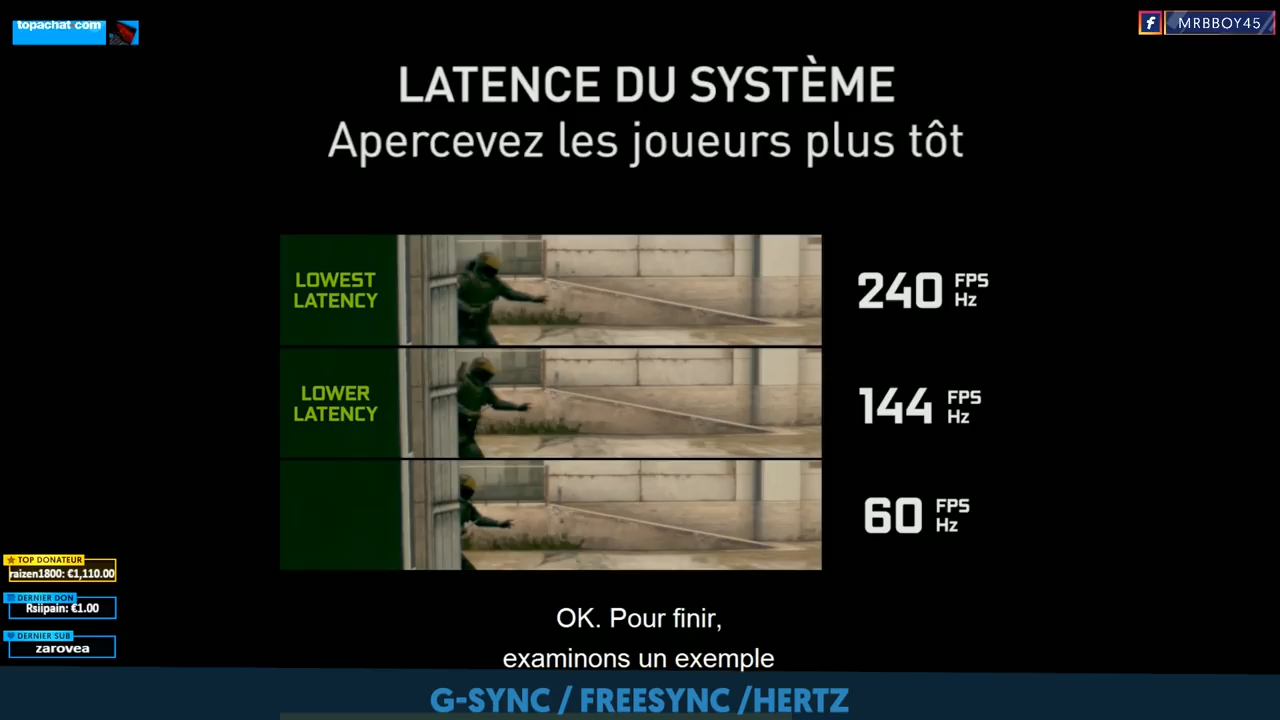 topachat com
MRBBOY45
LATENCE DU SYSTÈME
Apercevez les joueurs plus tôt
LOWEST
LATENCY
240 FPS
Hz
LOWER
LATENCY
144 FPS
Hz
60 FPS
Hz
TOP DONATEUR
raizen1800: €1,110.00
DERNIER DON
Rsiipain: €1.00
DERNIER SUB
zarovea
OK. Pour finir,
examinons un exemple
G-SYNC / FREESYNC /HERTZ